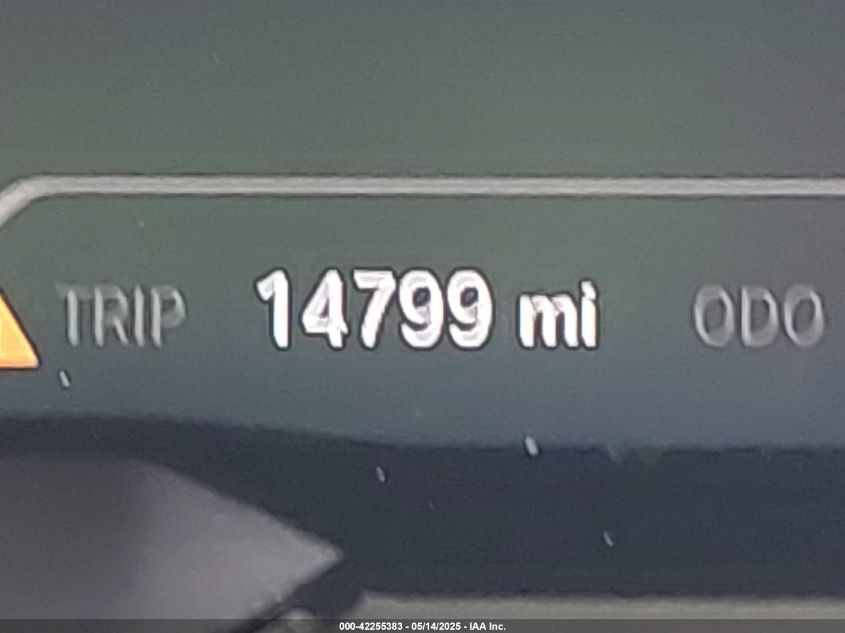 TRIP 14799 mi ODO
000-42255383 - 05/14/2025 - IAA Inc.